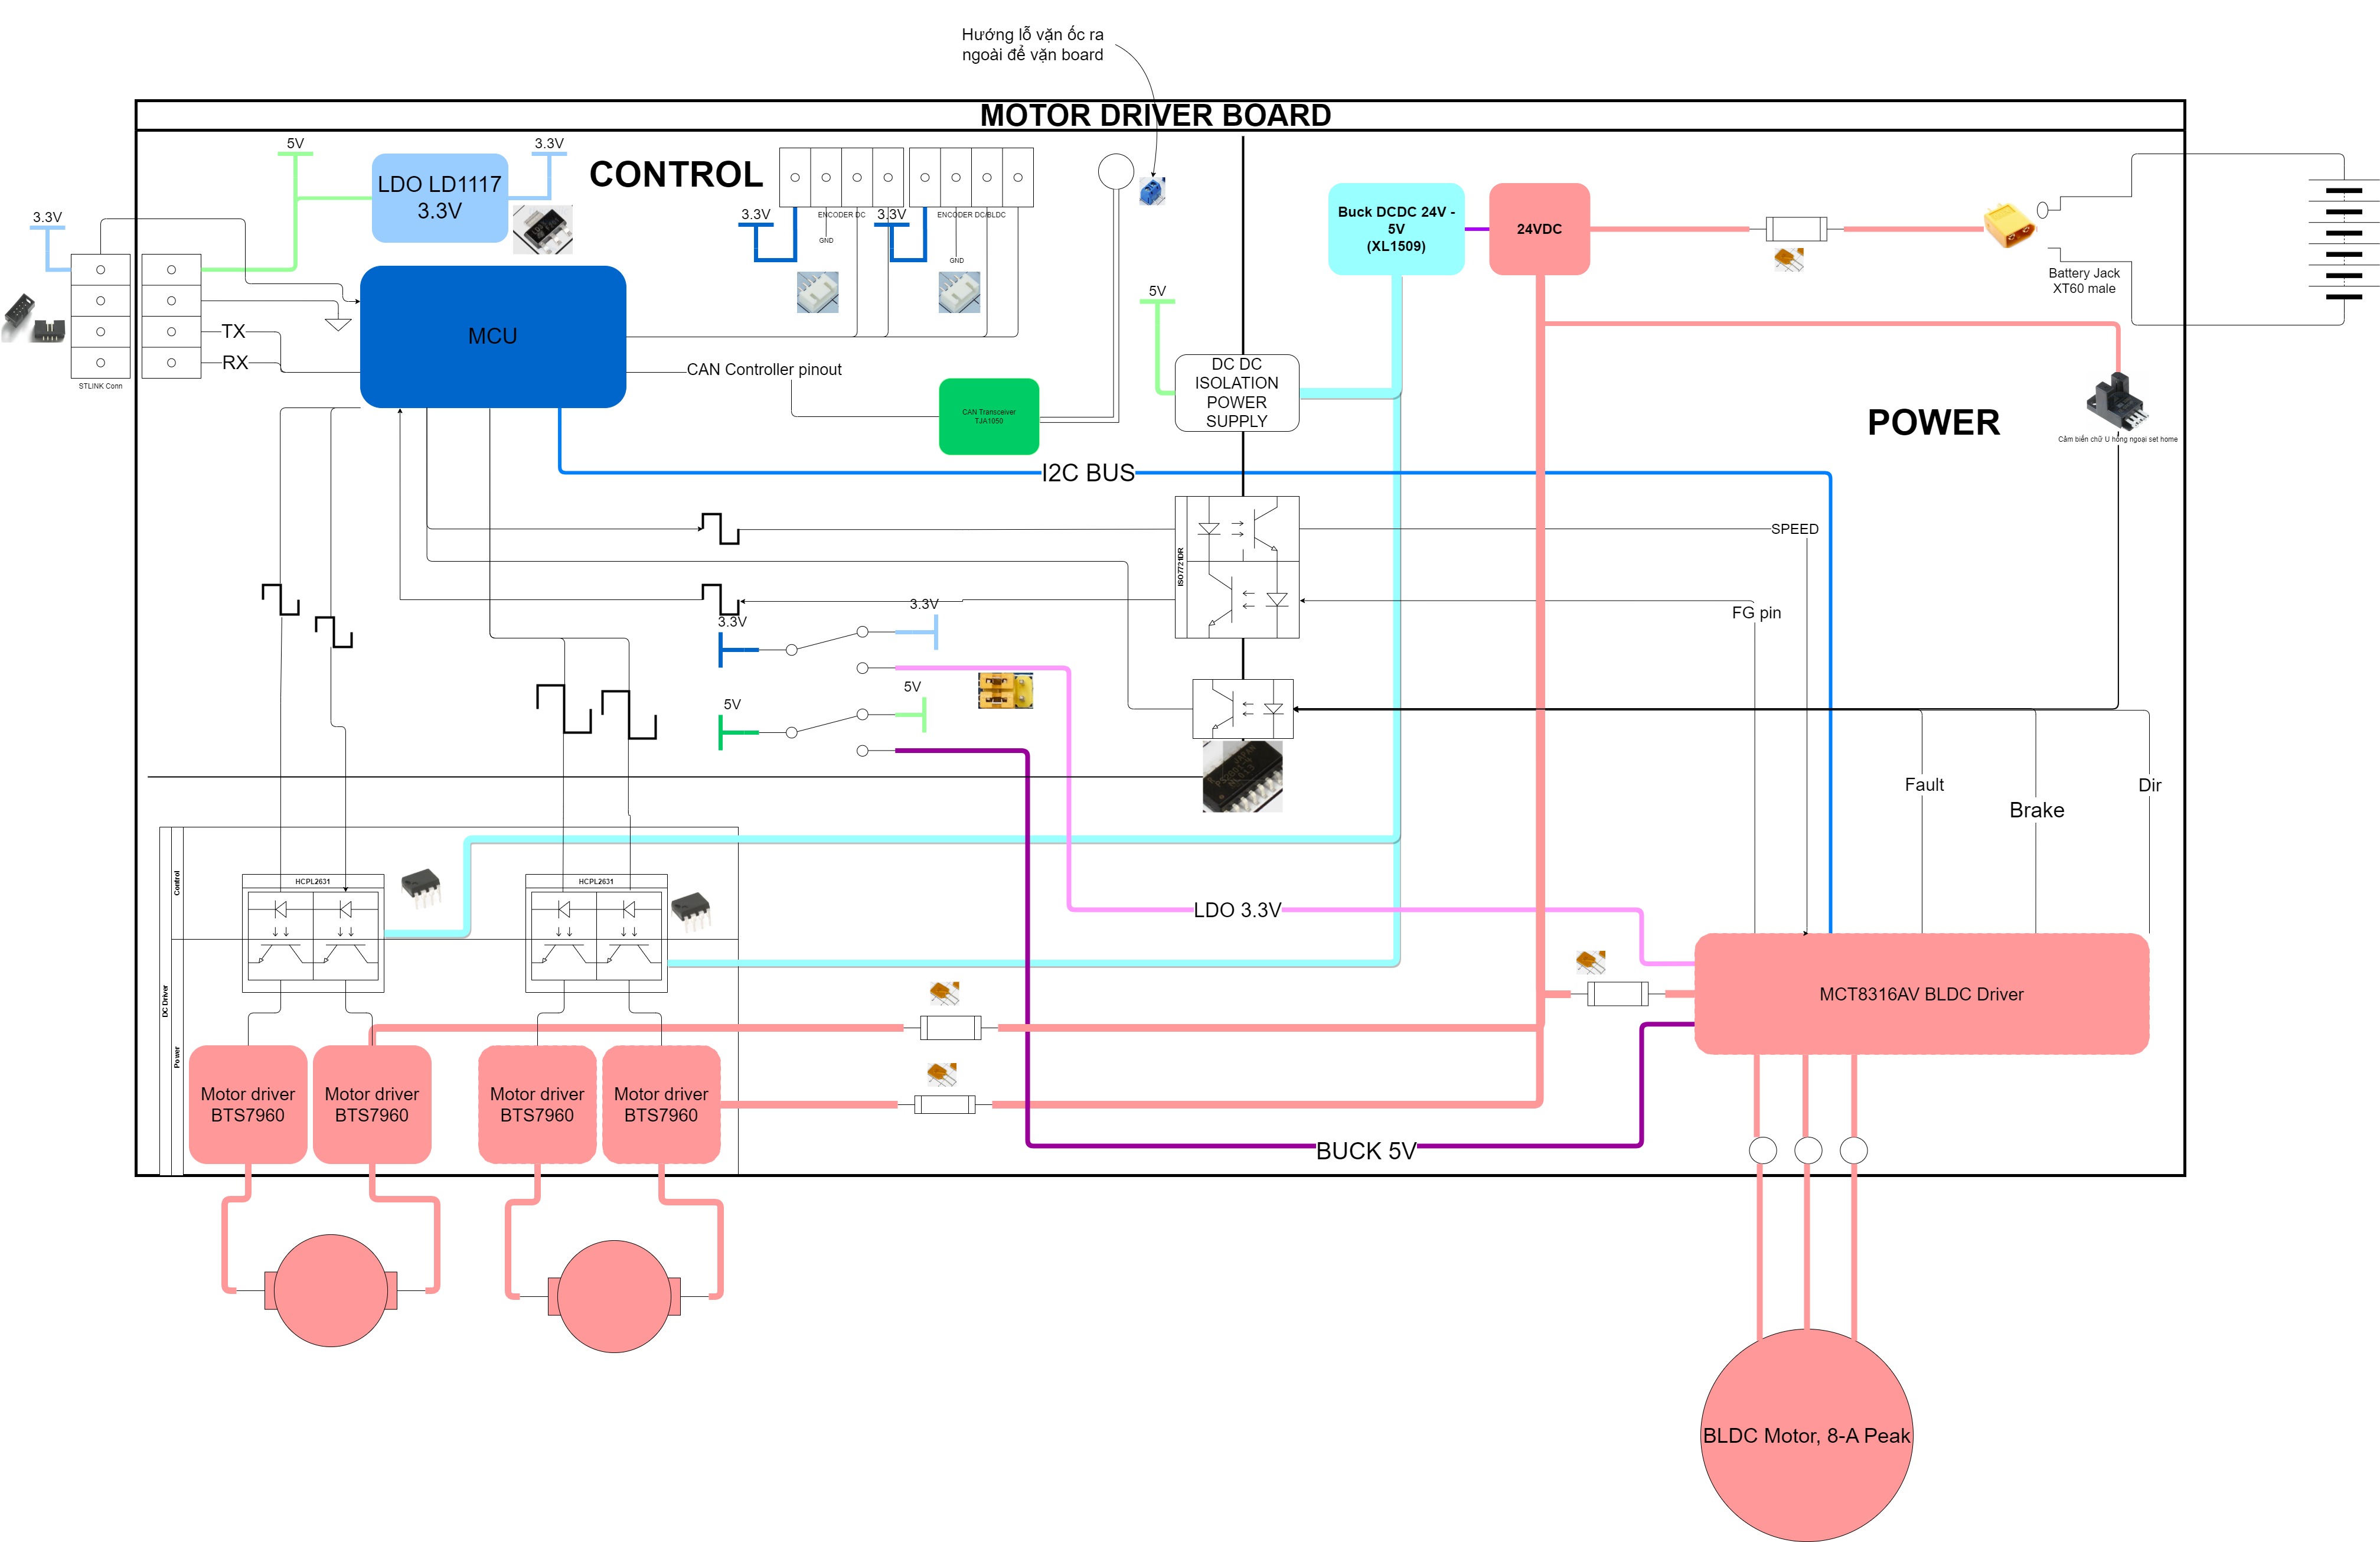 Hướng lỗ vặn ốc ra
ngoài để vặn board
MOTOR DRIVER BOARD
5V
LDO LD1117
3.3V
3.3V
CONTROL
3.3V
STLINK Conn
TX
RX
MCU
3.3V
ENCODER DC
GND
3.3V
ENCODER DC/BLDC
GND
CAN Controller pinout
CAN Transceiver
TJA1050
5V
DC DC
ISOLATION
POWER
SUPPLY
Buck DCDC 24V -
5V
(XL1509)
24VDC
Battery Jack
XT60 male
POWER
Cảm biến chữ U hồng ngoại set home
I2C BUS
ISO7721DR
SPEED
FG pin
3.3V
3.3V
5V
5V
Fault
Brake
Dir
DC Driver
Control
Power
HCPL2631
HCPL2631
LDO 3.3V
MCT8316AV BLDC Driver
Motor driver
BTS7960
Motor driver
BTS7960
Motor driver
BTS7960
Motor driver
BTS7960
BUCK 5V
BLDC Motor, 8-A Peak